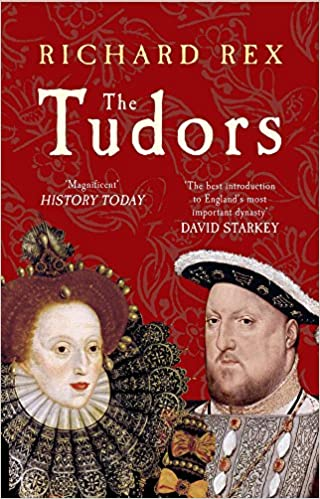 RICHARD REX
The
Tudors
'Magnificent'
HISTORY TODAY
'The best introduction
to England's most
important dynasty'
DAVID STARKEY